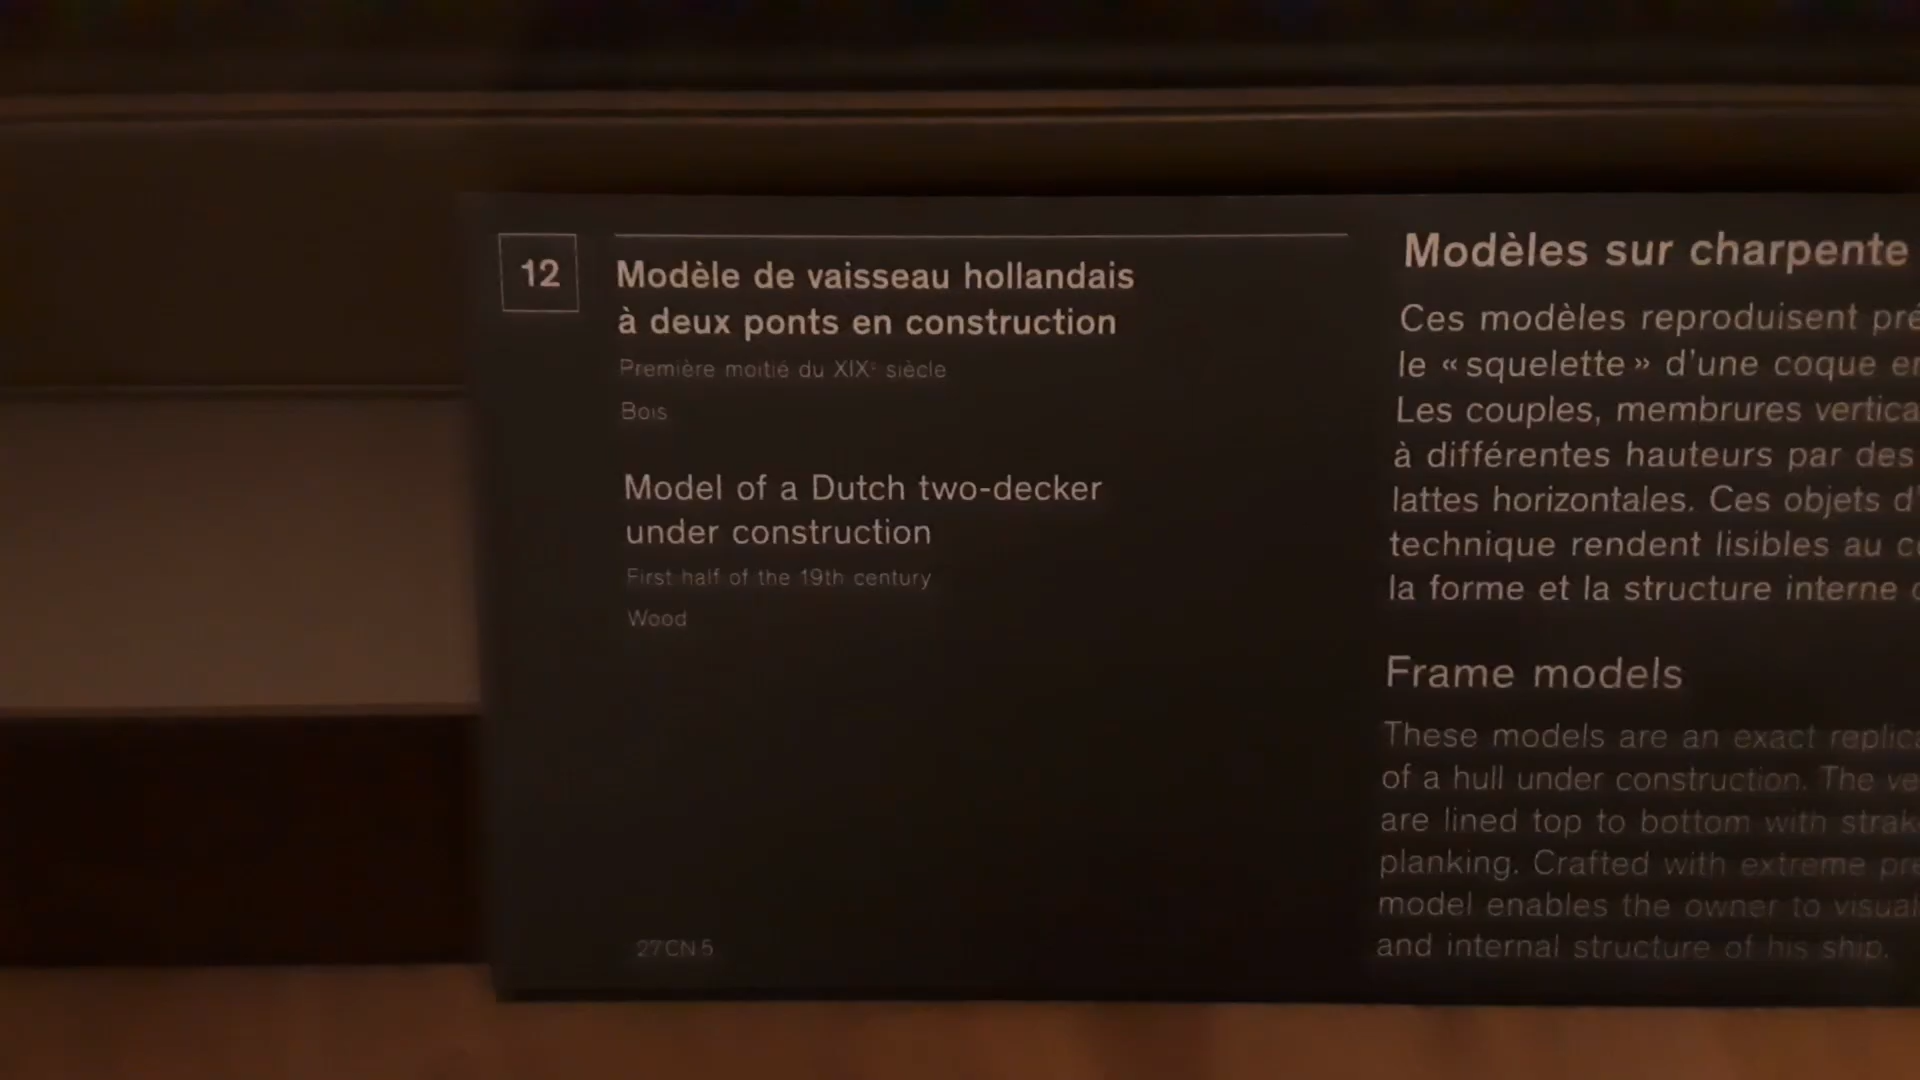 12
Modèle de vaisseau hollandais
à deux ponts en construction
Première moitié du XIXe siècle
Bois
Model of a Dutch two-decker
under construction
First half of the 19th century
Wood
27 CN 5
Modèles sur charpente
Ces modèles reproduisent
le « squelette » d'une coque
Les couples, membrures
à différentes hauteurs par des
lattes horizontales. Ces objets
technique rendent lisibles au
la forme et la structure interne
Frame models
These models are an exact
of a hull under construction. The
are lined top to bottom with
planking. Crafted with extreme
model enables the owner to
and internal structure of his ship.